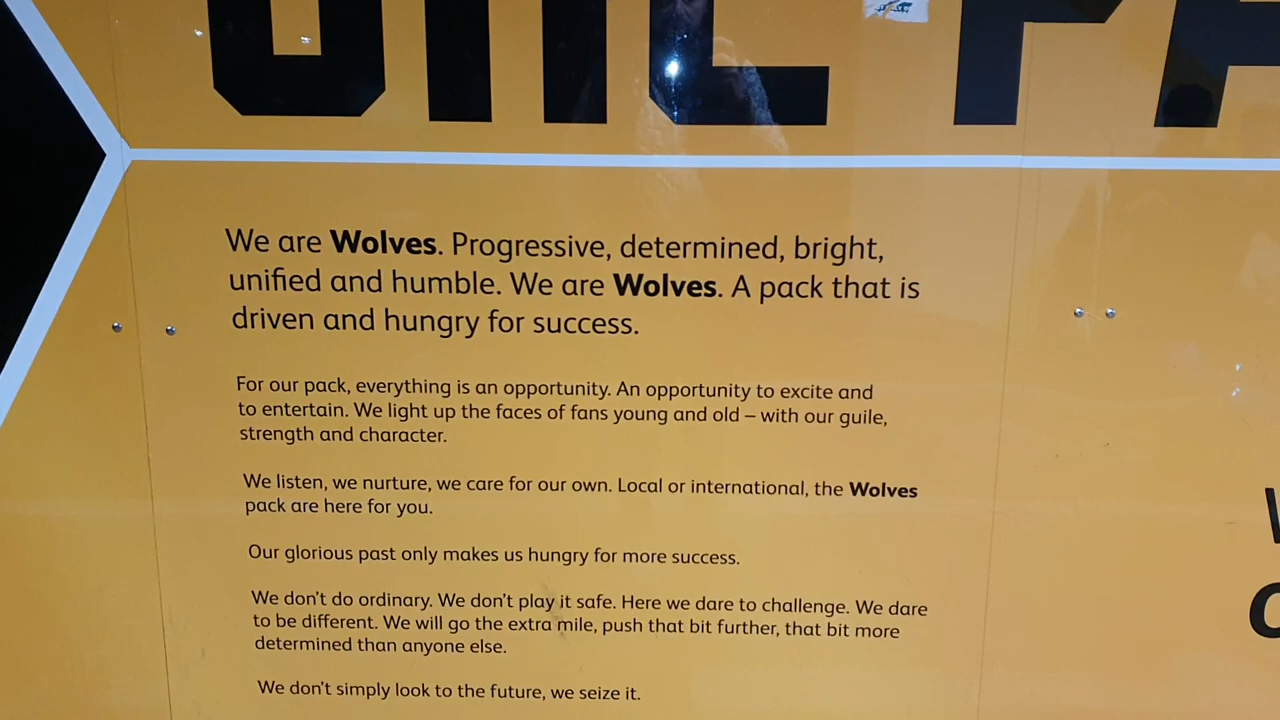 We are Wolves. Progressive, determined, bright,
unified and humble. We are Wolves. A pack that is
driven and hungry for success.
For our pack, everything is an opportunity. An opportunity to excite and
to entertain. We light up the faces of fans young and old – with our guile,
strength and character.
We listen, we nurture, we care for our own. Local or international, the Wolves
pack are here for you.
Our glorious past only makes us hungry for more success.
We don't do ordinary. We don't play it safe. Here we dare to challenge. We dare
to be different. We will go the extra mile, push that bit further, that bit more
determined than anyone else.
We don't simply look to the future, we seize it.